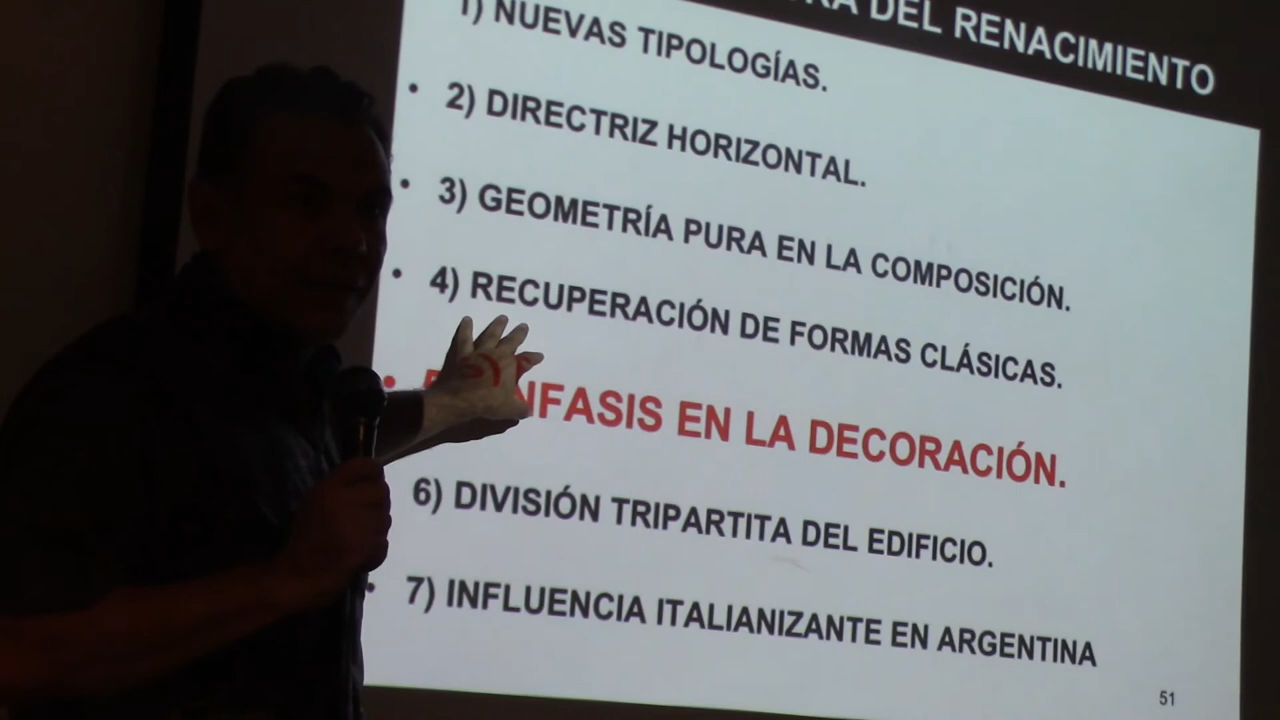 DEL RENACIMIENTO
1) NUEVAS TIPOLOGÍAS.
• 2) DIRECTRIZ HORIZONTAL.
• 3) GEOMETRÍA PURA EN LA COMPOSICIÓN.
• 4) RECUPERACIÓN DE FORMAS CLÁSICAS.
• NFASIS EN LA DECORACIÓN.
6) DIVISIÓN TRIPARTITA DEL EDIFICIO.
• 7) INFLUENCIA ITALIANIZANTE EN ARGENTINA
51